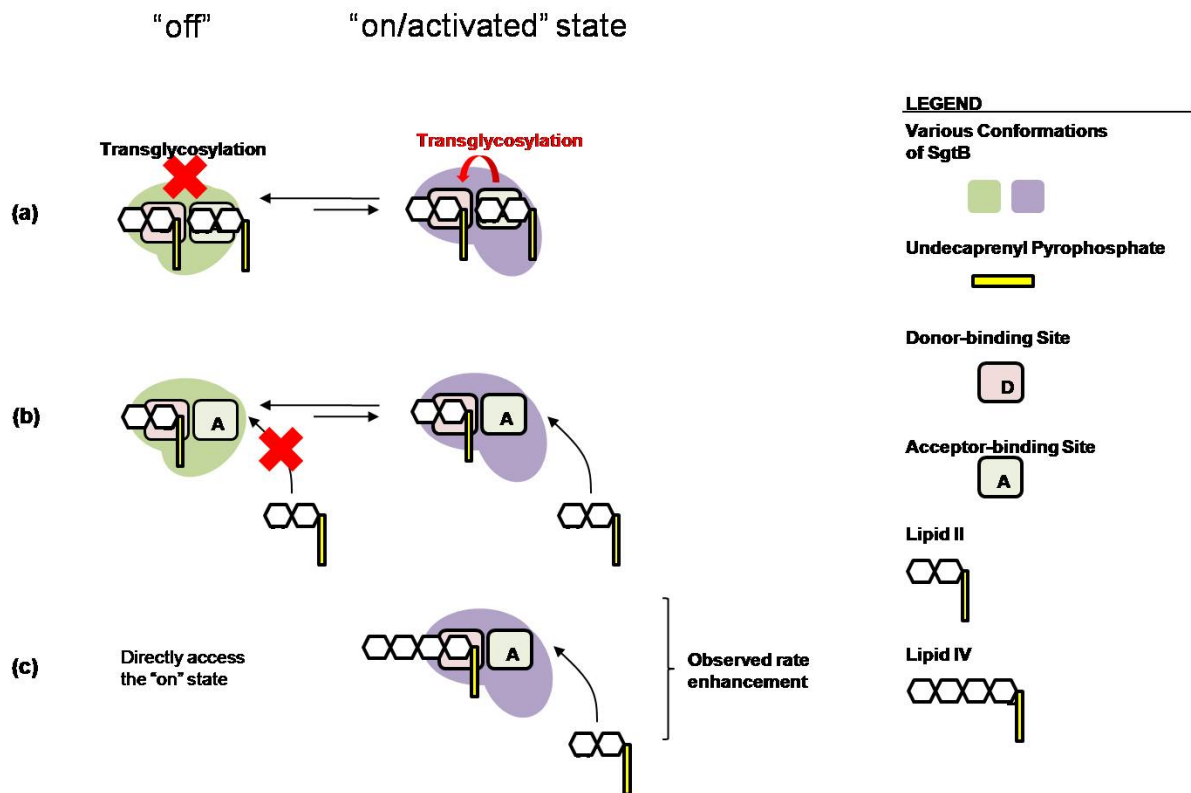 "off"
"on/activated" state
(a)
Transglycosylation
Transglycosylation
(b)
A
A
(c)
Directly access
the "on" state
A
Observed rate
enhancement
LEGEND
Various Conformations
of SgtB
Undecaprenyl Pyrophosphate
Donor-binding Site
D
Acceptor-binding Site
A
Lipid II
Lipid IV